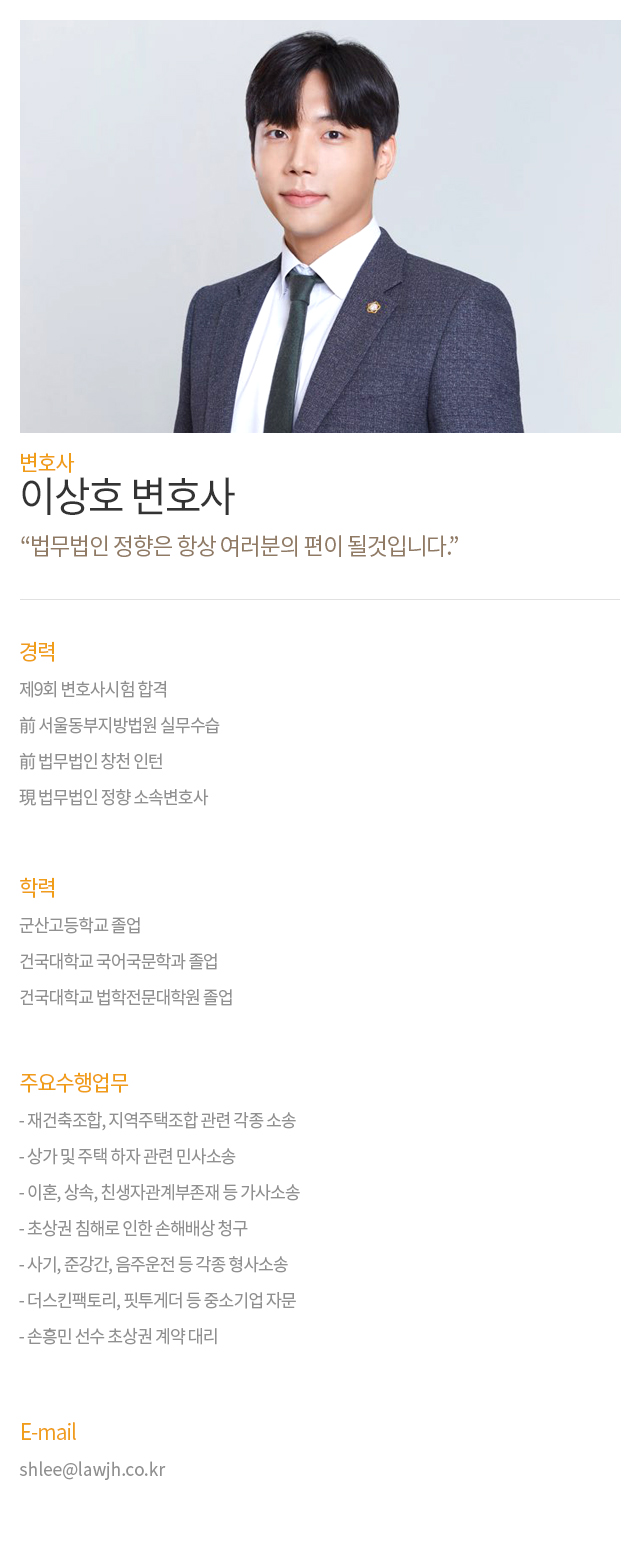 변호사
이상호 변호사
“법무법인 정향은 항상 여러분의 편이 될것입니다.”
경력
제9회 변호사시험 합격
前 서울동부지방법원 실무수습
前 법무법인 창천 인턴
現 법무법인 정향 소속변호사
학력
군산고등학교 졸업
건국대학교 국어국문학과 졸업
건국대학교 법학전문대학원 졸업
주요수행업무
- 재건축조합, 지역주택조합 관련 각종 소송
- 상가 및 주택 하자 관련 민사소송
- 이혼, 상속, 친생자관계부존재 등 가사소송
- 초상권 침해로 인한 손해배상 청구
- 사기, 준강간, 음주운전 등 각종 형사소송
- 더스킨팩토리, 핏투게더 등 중소기업 자문
- 손흥민 선수 초상권 계약 대리
E-mail
shlee@lawjh.co.kr